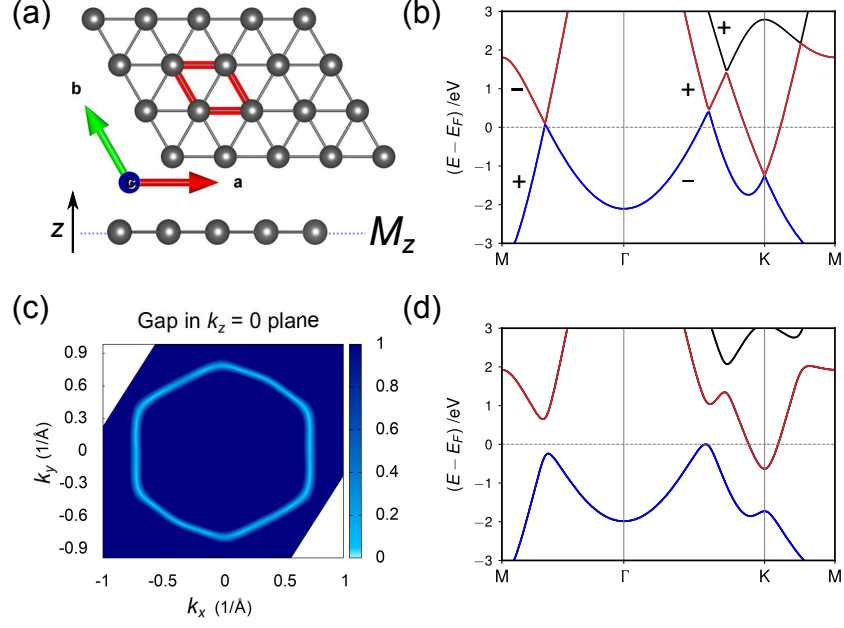 (a)
b
c
a
z
M_z
(b)
(E − E_F) /eV
3
2
1
0
−1
−2
−3
M
Γ
K
M
−
+
+
−
+
(c)
Gap in k_z = 0 plane
k_y (1/Å)
0.9
0.6
0.3
0
-0.3
-0.6
-0.9
-1
-0.5
0
0.5
1
k_x (1/Å)
1
0.8
0.6
0.4
0.2
0
(d)
(E − E_F) /eV
3
2
1
0
−1
−2
−3
M
Γ
K
M